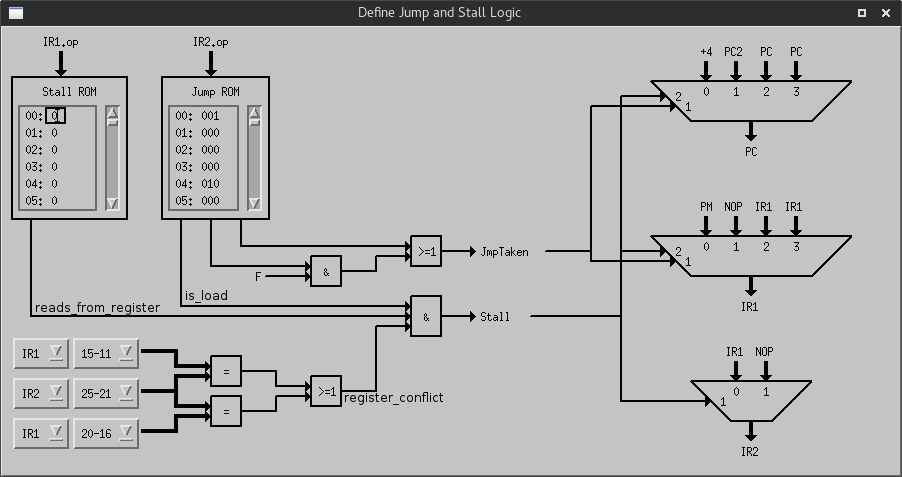 Define Jump and Stall Logic
IR1.op
IR2.op
+4 PC2 PC PC
Stall ROM
Jump ROM
0 1 2 3
2
1
00: 0
01: 0
02: 0
03: 0
04: 0
05: 0
00: 001
01: 000
02: 000
03: 000
04: 010
05: 000
PC
PM NOP IR1 IR1
0 1 2 3
2
1
IR1
>=1
JmpTaken
F
&
is_load
reads_from_register
&
Stall
IR1 15-11
IR2 25-21
IR1 20-16
=
=
>=1
register_conflict
IR1 NOP
0 1
1
IR2